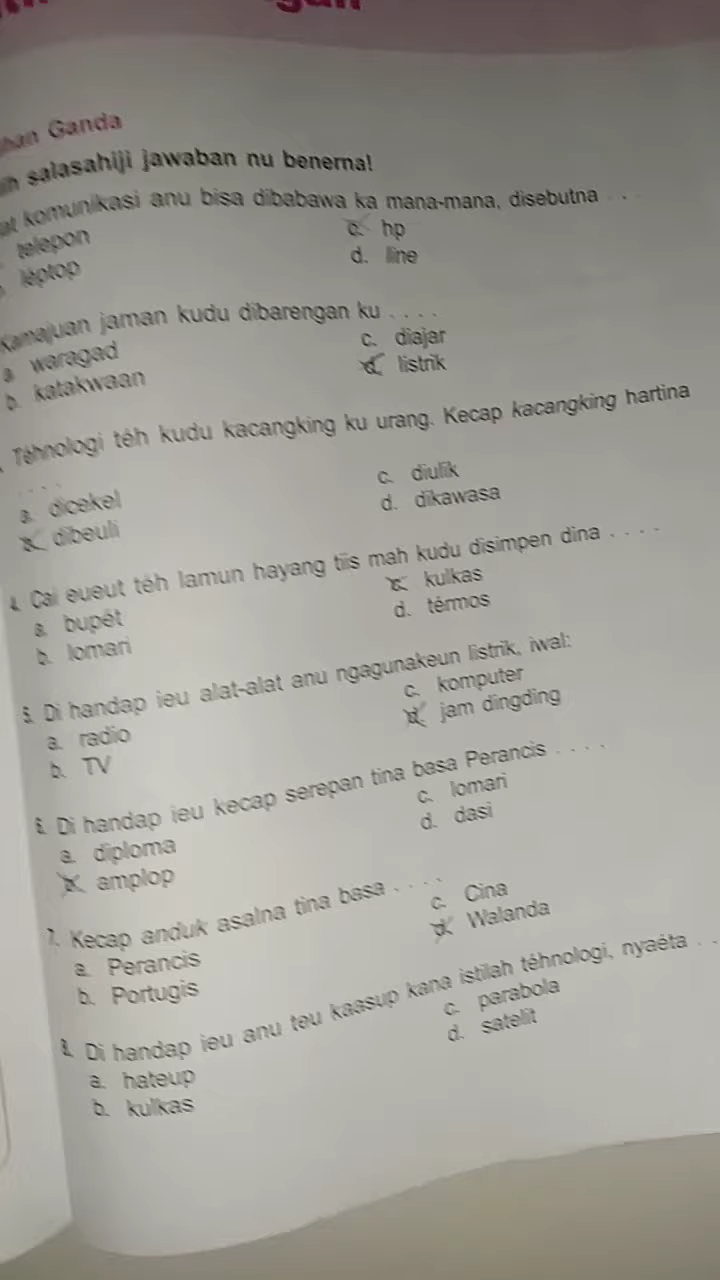 Ganda
salasahiji jawaban nu benerna!
komunikasi anu bisa dibabawa ka mana-mana, disebutna . .
telepon
c. hp
léptop
d. line
Kamajuan jaman kudu dibarengan ku . . . .
a. waragad
c. diajar
b. katakwaan
d. listrik
Téhnologi téh kudu kacangking ku urang. Kecap kacangking hartina
. . . .
a. dicekel
c. diulik
b. dibeuli
d. dikawasa
4. Cai eueut téh lamun hayang tiis mah kudu disimpen dina . . . .
a. bupét
c. kulkas
b. lomari
d. térmos
5. Di handap ieu alat-alat anu ngagunakeun listrik, iwal:
a. radio
c. komputer
b. TV
d. jam dingding
6. Di handap ieu kecap serepan tina basa Perancis . . . .
a. diploma
c. lomari
b. amplop
d. dasi
7. Kecap anduk asalna tina basa . . . .
a. Perancis
c. Cina
b. Portugis
d. Walanda
8. Di handap ieu anu teu kaasup kana istilah téhnologi, nyaéta . .
a. hateup
c. parabola
b. kulkas
d. satelit